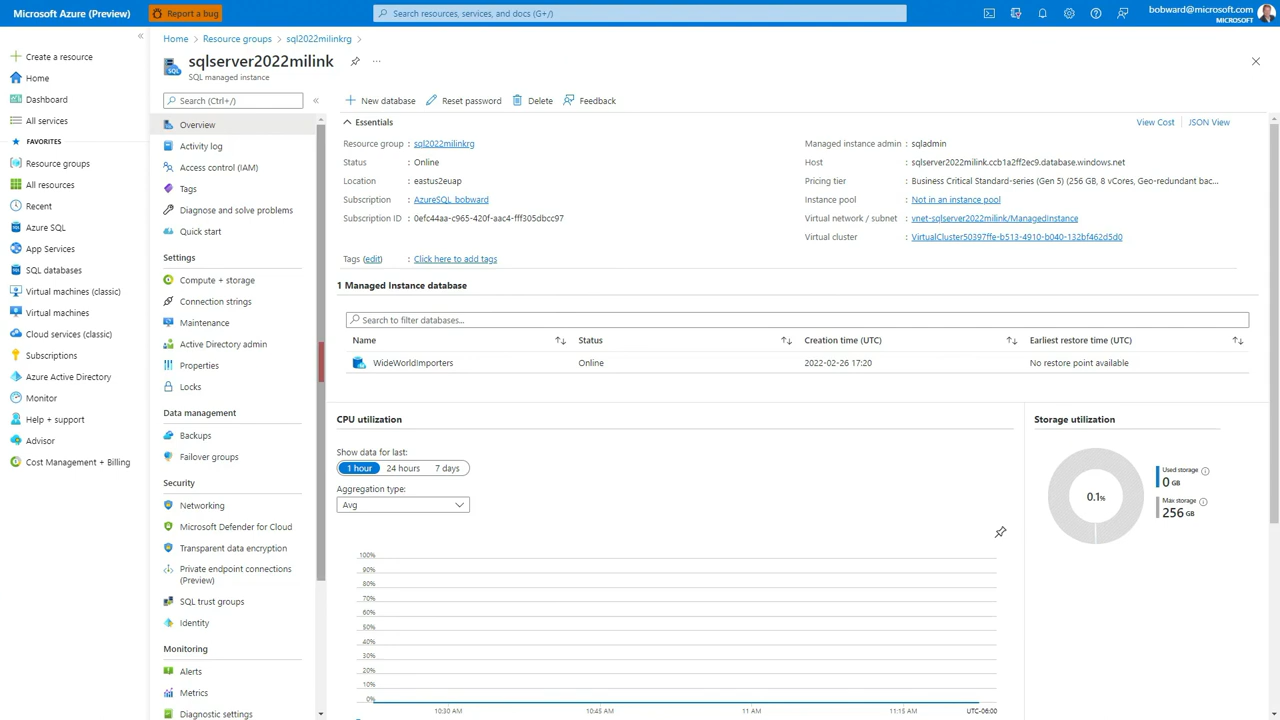 Microsoft Azure (Preview)
Report a bug
Search resources, services, and docs (G+/)
bobward@microsoft.com
MICROSOFT
Create a resource
Home
Dashboard
All services
FAVORITES
Resource groups
All resources
Recent
Azure SQL
App Services
SQL databases
Virtual machines (classic)
Virtual machines
Cloud services (classic)
Subscriptions
Azure Active Directory
Monitor
Help + support
Advisor
Cost Management + Billing
Home > Resource groups > sql2022milinkrg >
sqlserver2022milink
SQL managed instance
Search (Ctrl+/)
Overview
Activity log
Access control (IAM)
Tags
Diagnose and solve problems
Quick start
Settings
Compute + storage
Connection strings
Maintenance
Active Directory admin
Properties
Locks
Data management
Backups
Failover groups
Security
Networking
Microsoft Defender for Cloud
Transparent data encryption
Private endpoint connections
(Preview)
SQL trust groups
Identity
Monitoring
Alerts
Metrics
Diagnostic settings
New database
Reset password
Delete
Feedback
Essentials
View Cost
JSON View
Resource group : sql2022milinkrg
Status : Online
Location : eastus2euap
Subscription : AzureSQL_bobward
Subscription ID : 0efc44aa-c965-420f-aac4-fff305dbcc97
Managed instance admin : sqladmin
Host : sqlserver2022milink.ccb1a2ff2ec9.database.windows.net
Pricing tier : Business Critical Standard-series (Gen 5) (256 GB, 8 vCores, Geo-redundant bac...
Instance pool : Not in an instance pool
Virtual network / subnet : vnet-sqlserver2022milink/ManagedInstance
Virtual cluster : VirtualCluster50397ffe-b513-4910-b040-132bf462d5d0
Tags (edit) : Click here to add tags
1 Managed Instance database
Search to filter databases...
Name Status Creation time (UTC) Earliest restore time (UTC)
WideWorldImporters Online 2022-02-26 17:20 No restore point available
CPU utilization
Show data for last:
1 hour 24 hours 7 days
Aggregation type:
Avg
100%
90%
80%
70%
60%
50%
40%
30%
20%
10%
0%
10:30 AM 10:45 AM 11 AM 11:15 AM UTC-06:00
Storage utilization
0.1%
Used storage
0 GB
Max storage
256 GB